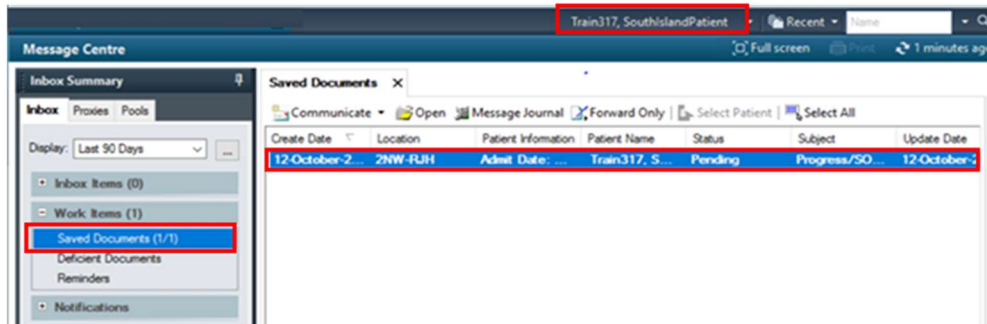 Train317, SouthIslandPatient Recent Name
Message Centre Full screen Print 1 minutes ag
Inbox Summary
Saved Documents X
Inbox Proxies Pools
Communicate Open Message Journal Forward Only Select Patient Select All
Display: Last 90 Days ...
Create Date Location Patient Information Patient Name Status Subject Update Date
12-October-2... 2NW-RJH Admit Date: ... Train317, S... Pending Progress/SO... 12-October-2
Inbox Items (0)
Work Items (1)
Saved Documents (1/1)
Deficient Documents
Reminders
Notifications